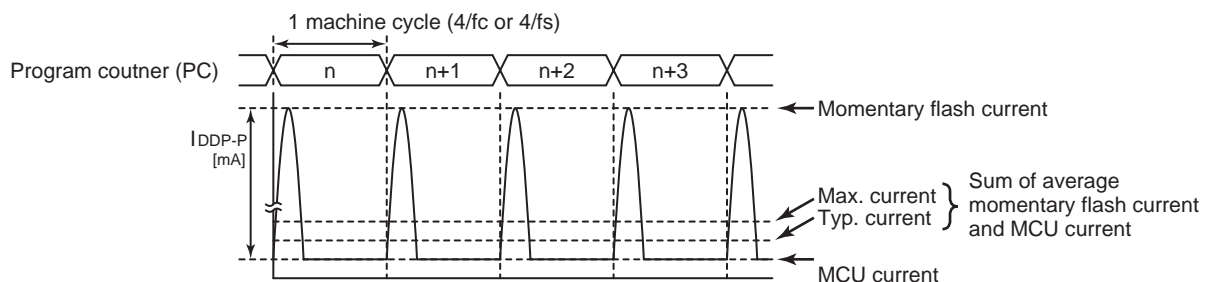 1 machine cycle (4/fc or 4/fs)
Program coutner (PC)
n
n+1
n+2
n+3
Momentary flash current
IDDP-P
[mA]
Max. current
Typ. current
Sum of average
momentary flash current
and MCU current
MCU current